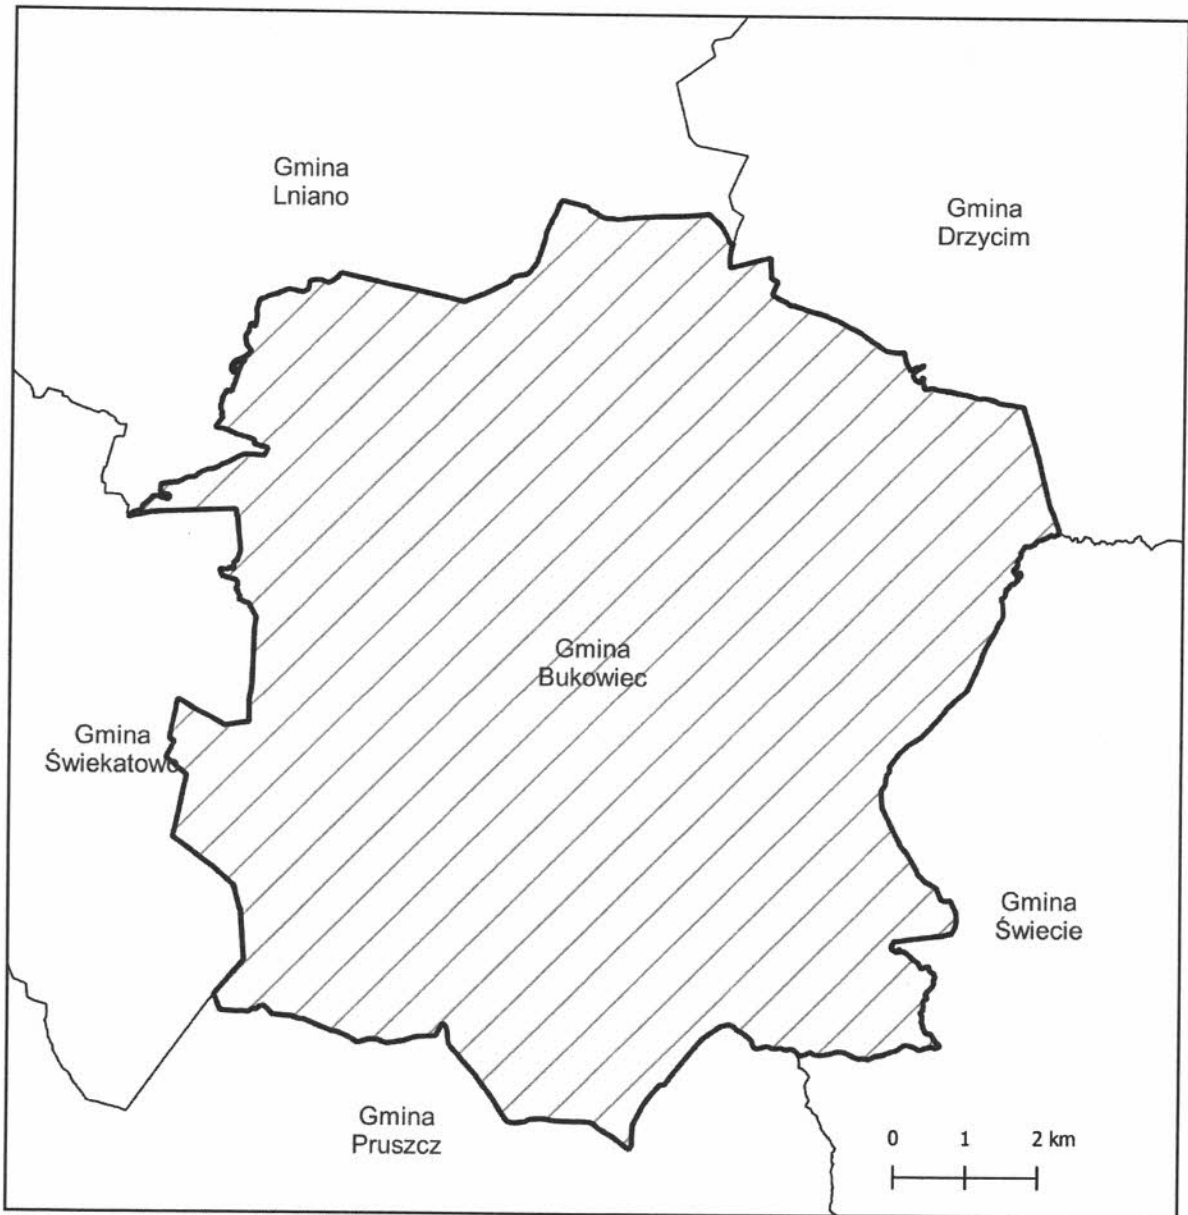 Gmina
Lniano
Gmina
Drzycim
Gmina
Bukowiec
Gmina
Świekatowo
Gmina
Świecie
Gmina
Pruszcz
0 1 2 km